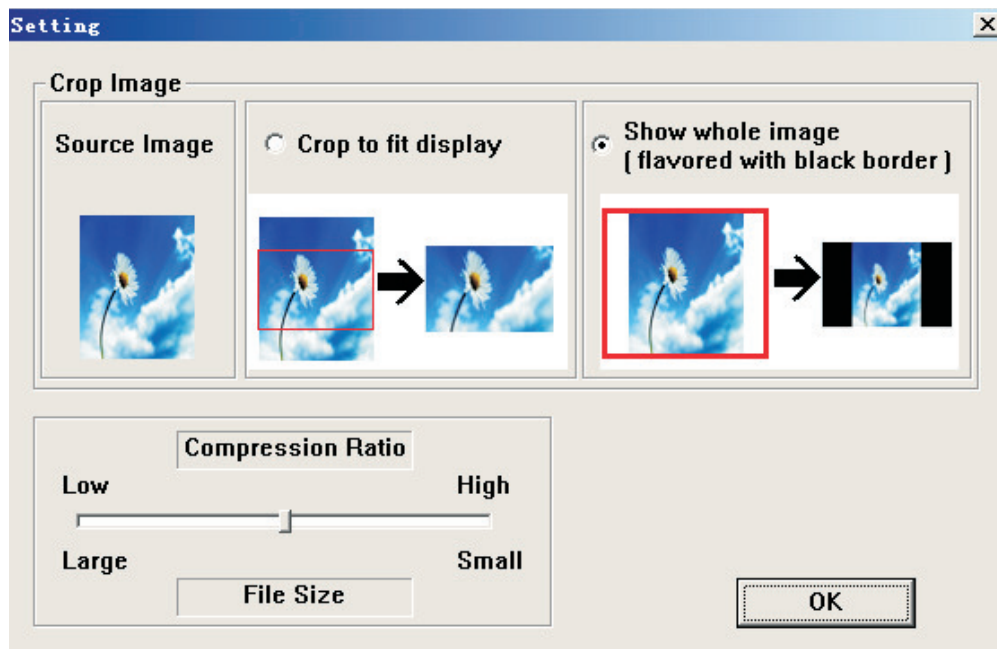 Setting
Crop Image
Source Image
Crop to fit display
Show whole image
( flavored with black border )
Compression Ratio
Low High
Large Small
File Size
OK